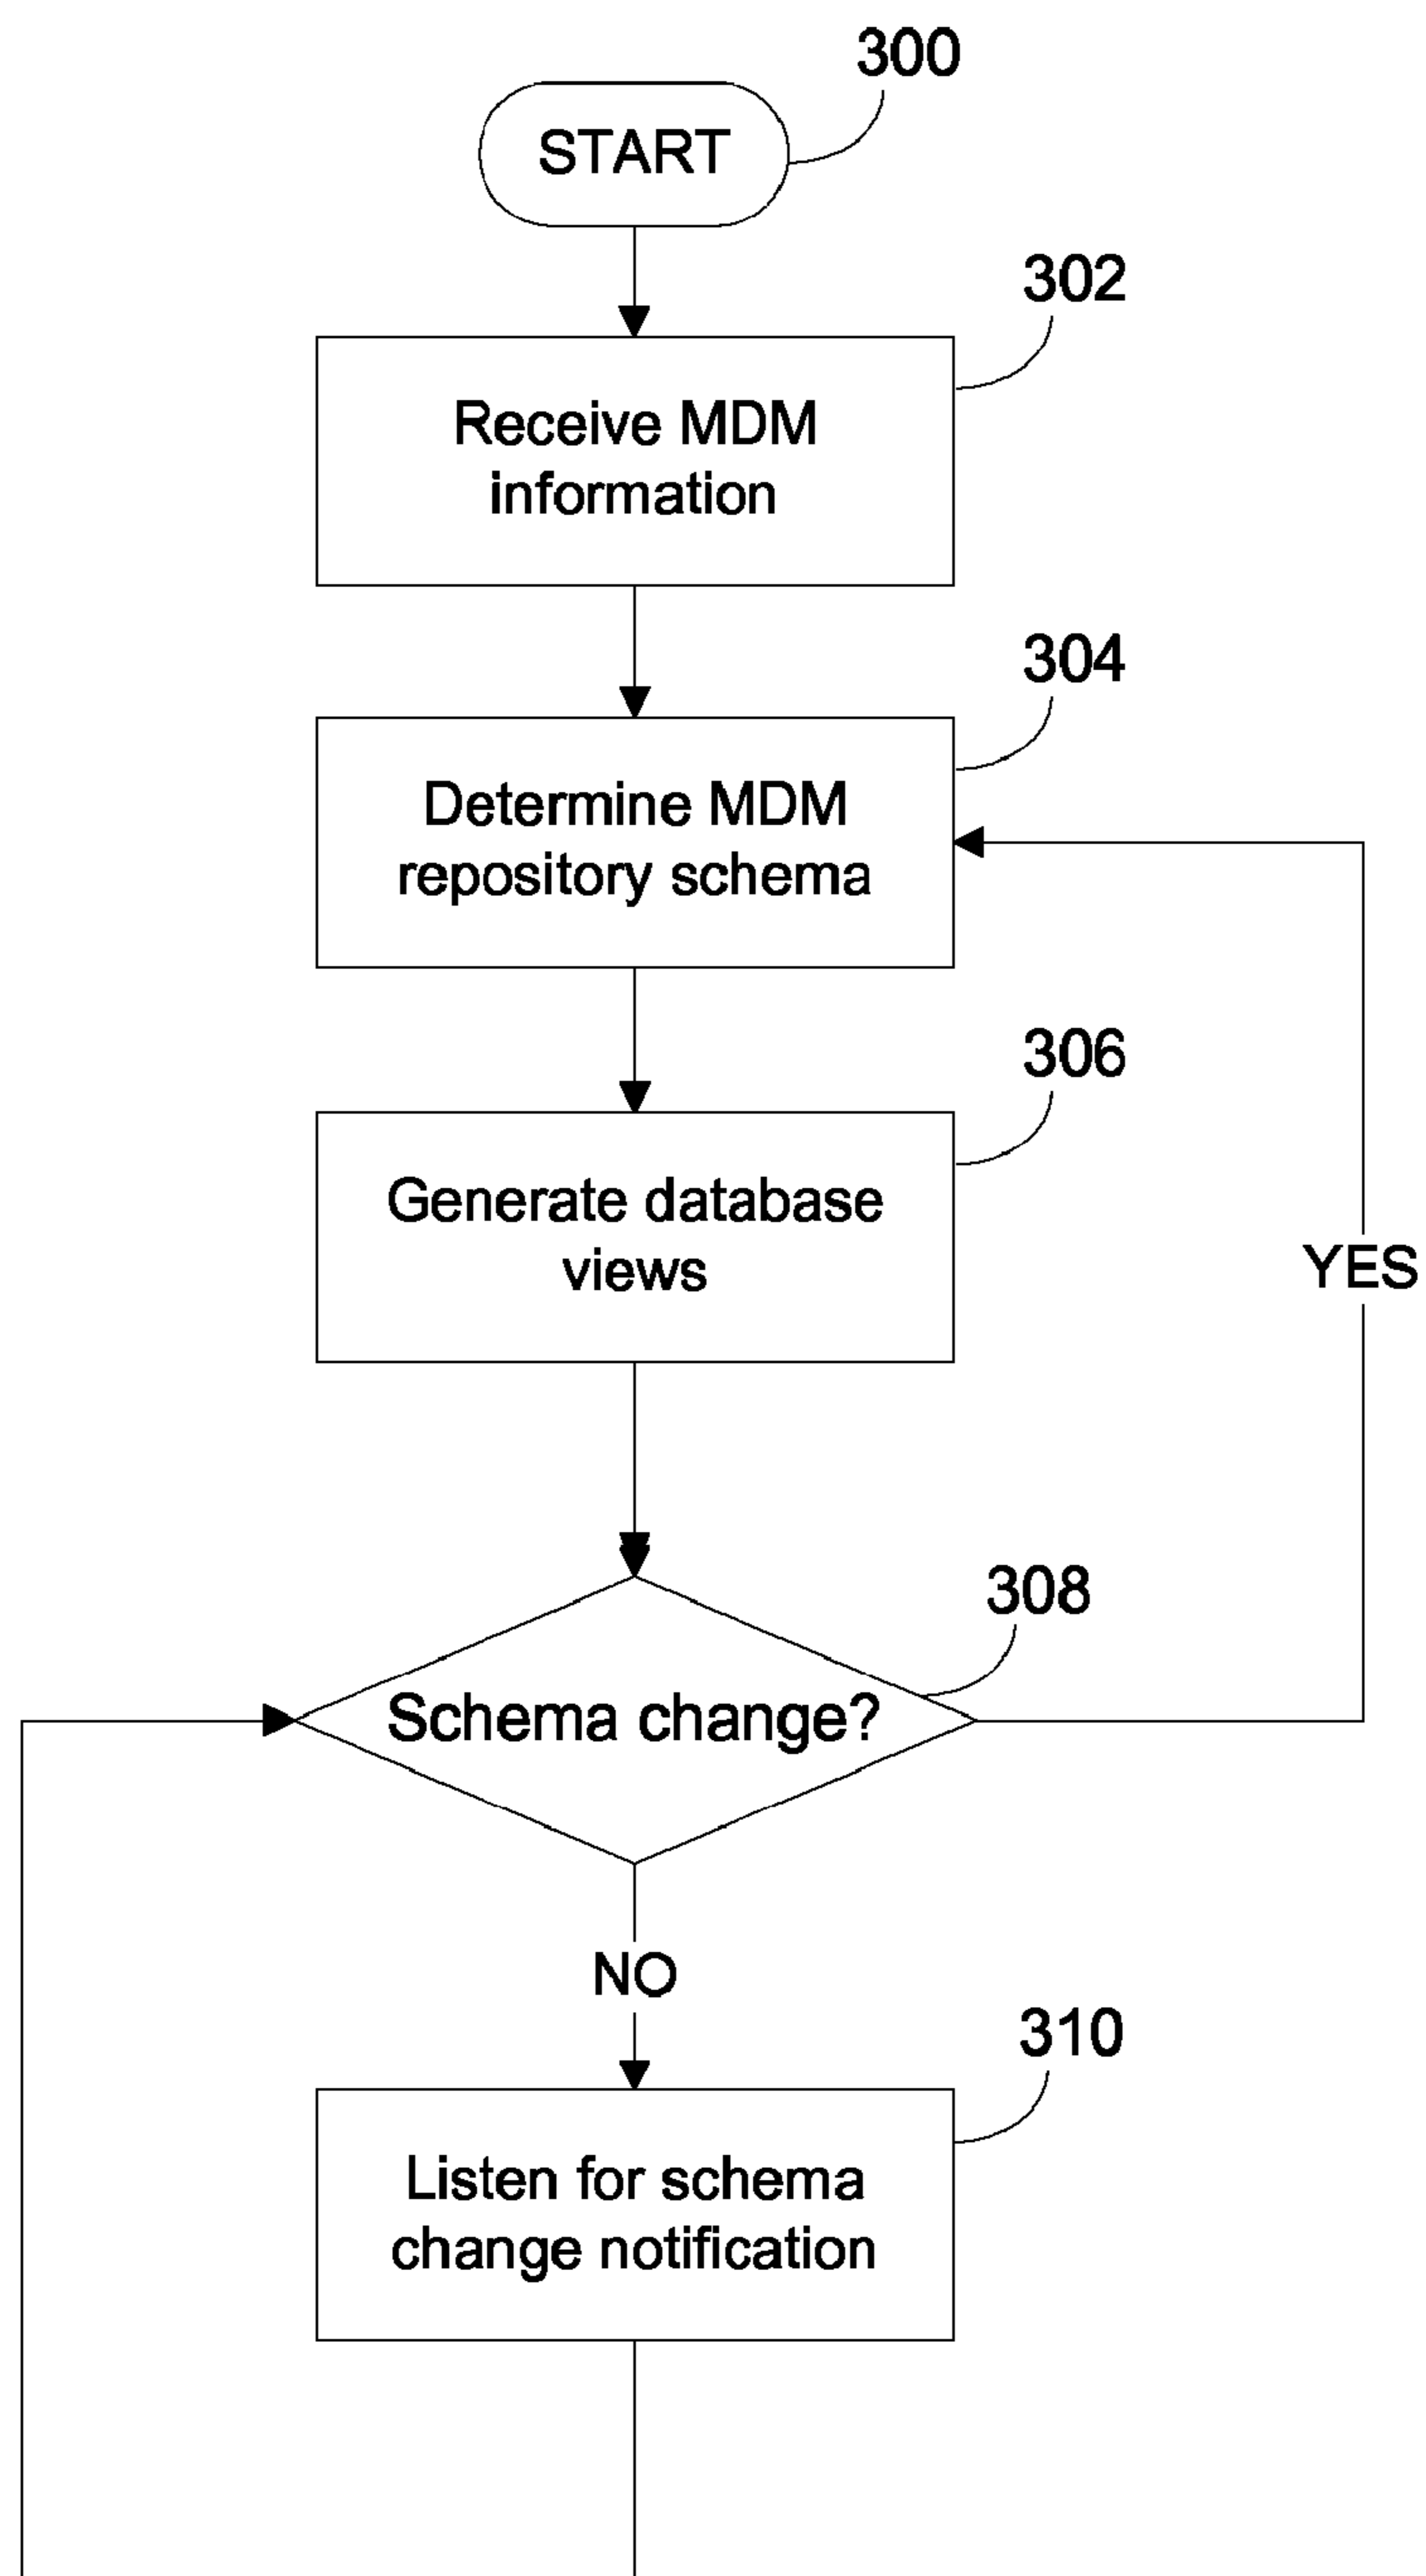 300
START
302
Receive MDM
information
304
Determine MDM
repository schema
306
Generate database
views
YES
308
Schema change?
NO
310
Listen for schema
change notification